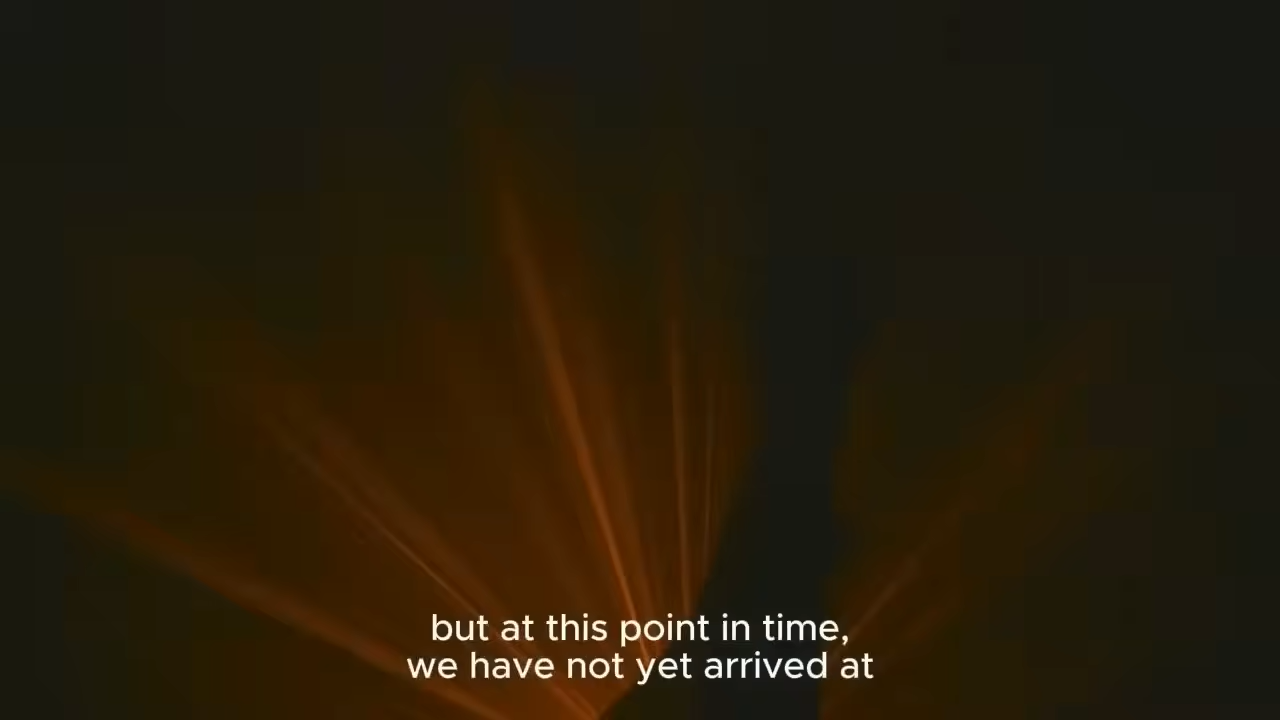 but at this point in time,
we have not yet arrived at